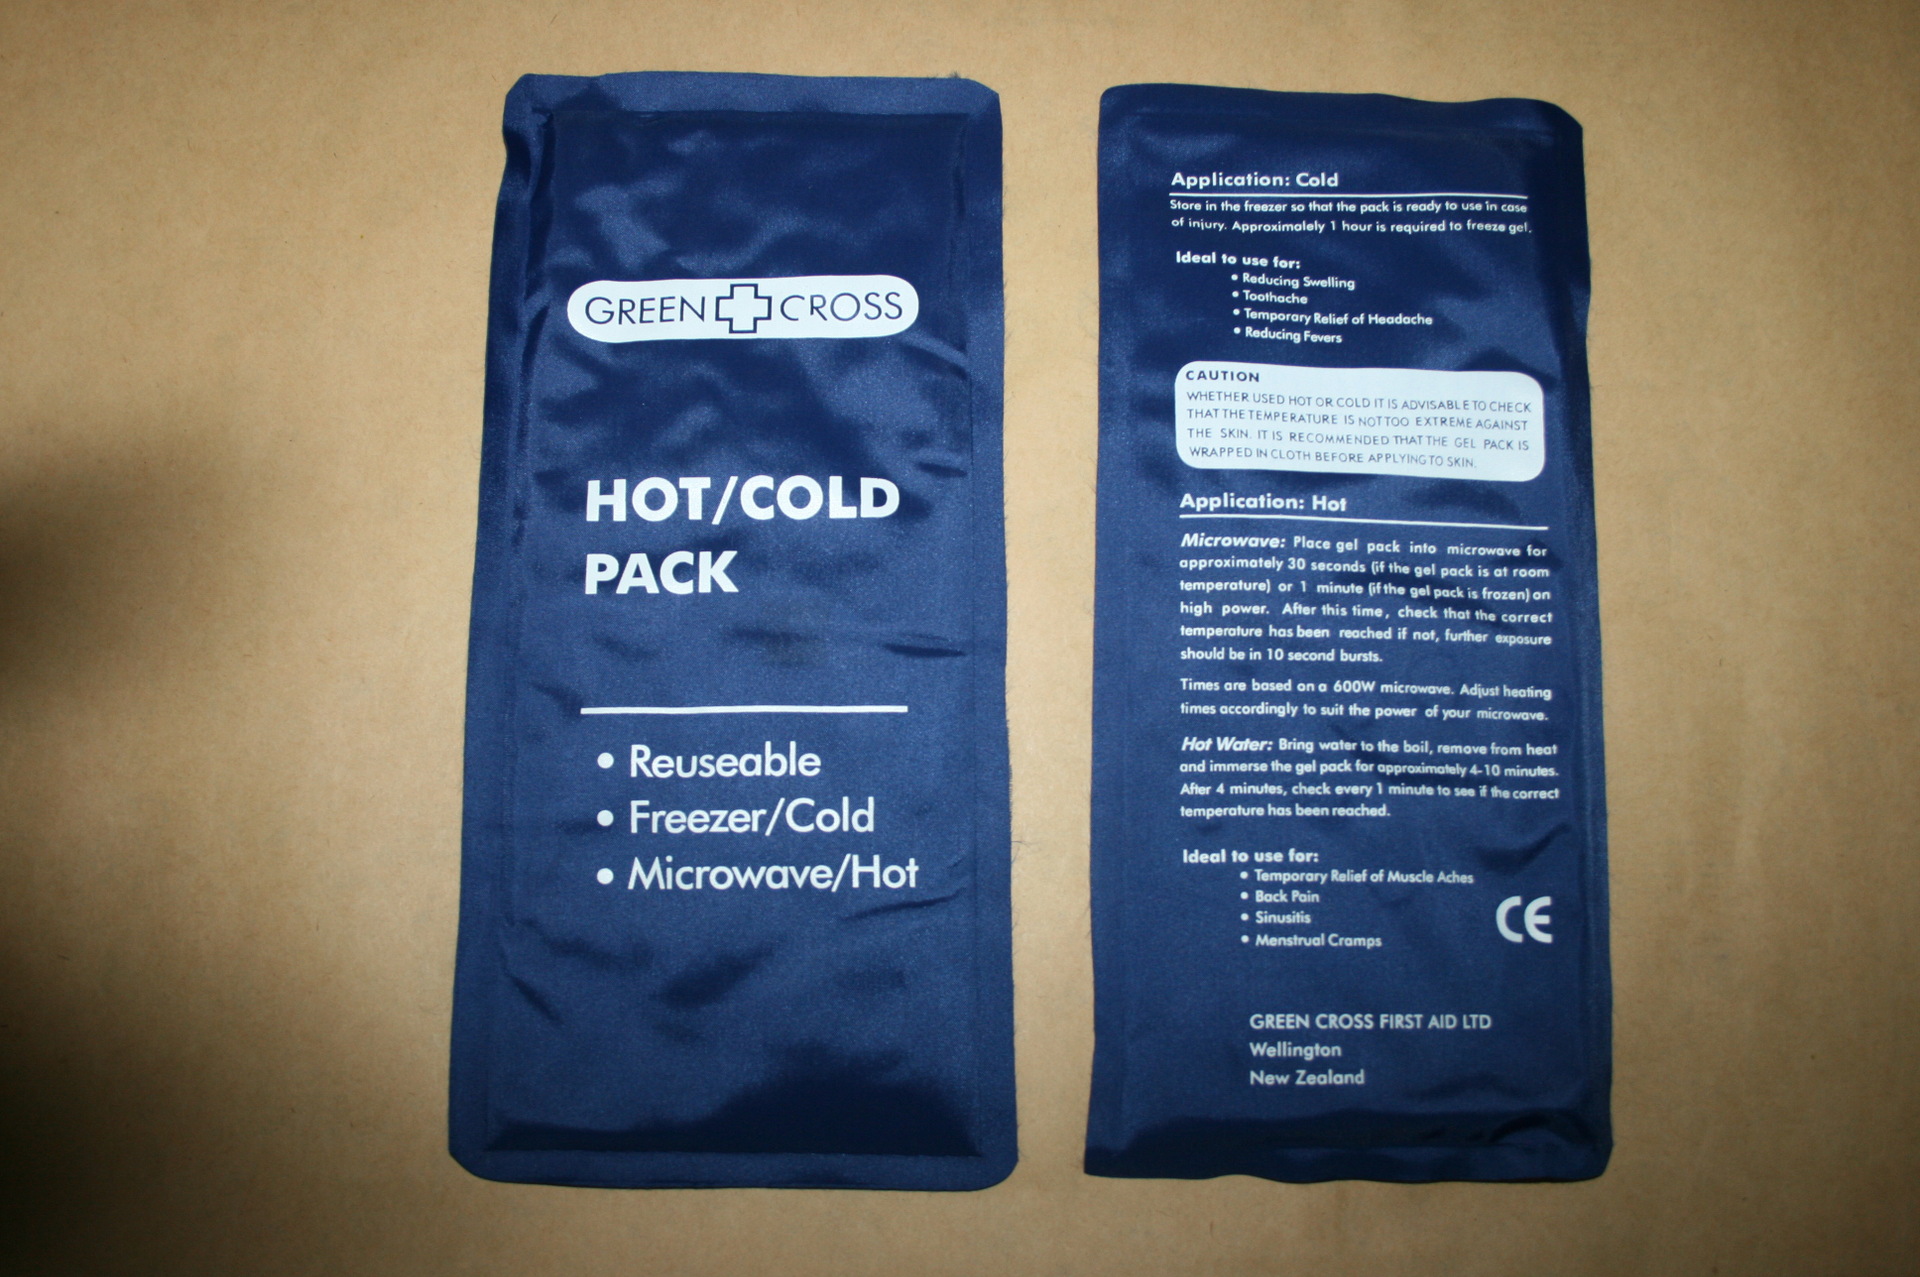 GREEN CROSS
HOT/COLD
PACK
• Reuseable
• Freezer/Cold
• Microwave/Hot
Application: Cold
Store in the freezer so that the pack is ready to use in case
of injury. Approximately 1 hour is required to freeze gel.
Ideal to use for:
• Reducing Swelling
• Toothache
• Temporary Relief of Headache
• Reducing Fevers
CAUTION
WHETHER USED HOT OR COLD IT IS ADVISABLE TO CHECK
THAT THE TEMPERATURE IS NOT TOO EXTREME AGAINST
THE SKIN. IT IS RECOMMENDED THAT THE GEL PACK IS
WRAPPED IN CLOTH BEFORE APPLYING TO SKIN.
Application: Hot
Microwave: Place gel pack into microwave for
approximately 30 seconds (if the gel pack is at room
temperature) or 1 minute (if the gel pack is frozen) on
high power. After this time, check that the correct
temperature has been reached if not, further exposure
should be in 10 second bursts.
Times are based on a 600W microwave. Adjust heating
times accordingly to suit the power of your microwave.
Hot Water: Bring water to the boil, remove from heat
and immerse the gel pack for approximately 4-10 minutes.
After 4 minutes, check every 1 minute to see if the correct
temperature has been reached.
Ideal to use for:
• Temporary Relief of Muscle Aches
• Back Pain
• Sinusitis
• Menstrual Cramps
CE
GREEN CROSS FIRST AID LTD
Wellington
New Zealand